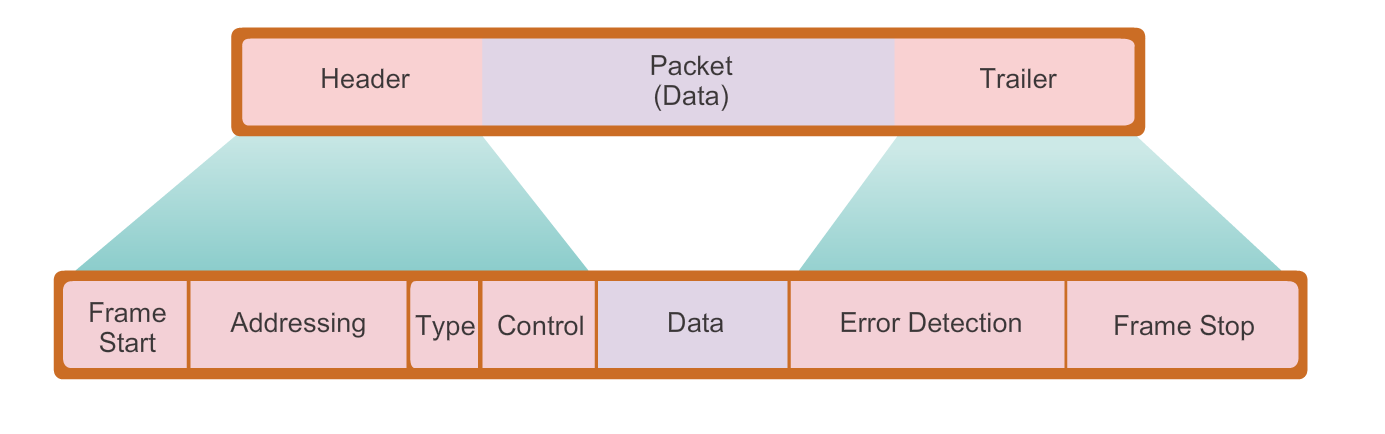 Header
Packet
(Data)
Trailer
Frame
Start
Addressing
Type
Control
Data
Error Detection
Frame Stop